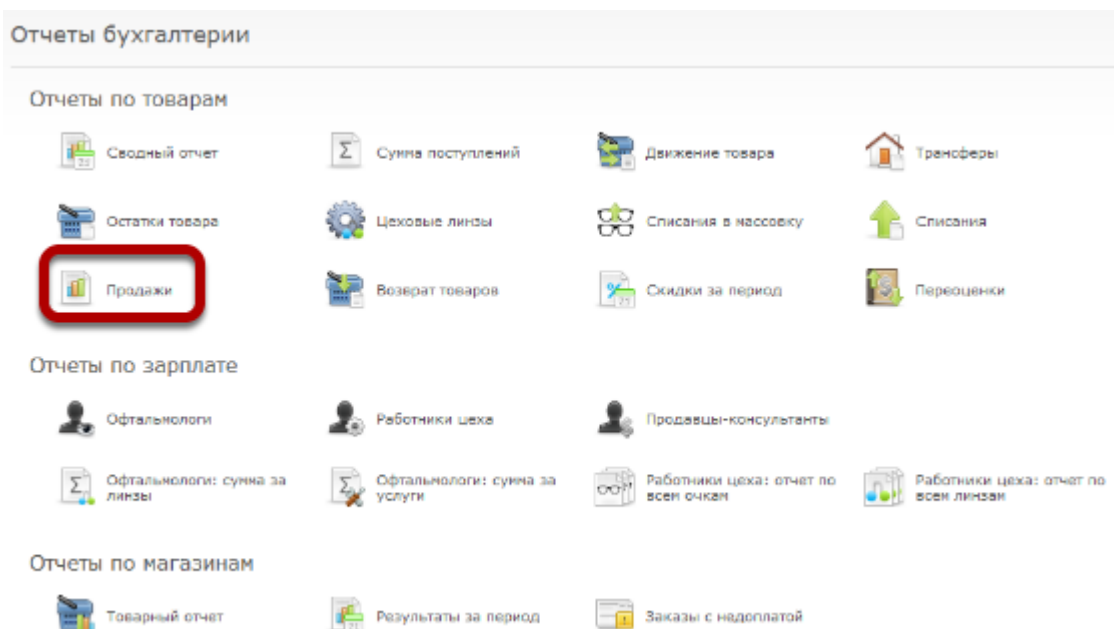 Отчеты бухгалтерии
Отчеты по товарам
Сводный отчет
Сумма поступлений
Движение товара
Трансферы
Остатки товара
Цеховые линзы
Списания в массовку
Списания
Продажи
Возврат товаров
Скидки за период
Переоценки
Отчеты по зарплате
Офтальмологи
Работники цеха
Продавцы-консультанты
Офтальмологи: сумма за
линзы
Офтальмологи: сумма за
услуги
Работники цеха: отчет по
всем очкам
Работники цеха: отчет по
всем линзам
Отчеты по магазинам
Товарный отчет
Результаты за период
Заказы с недоплатой